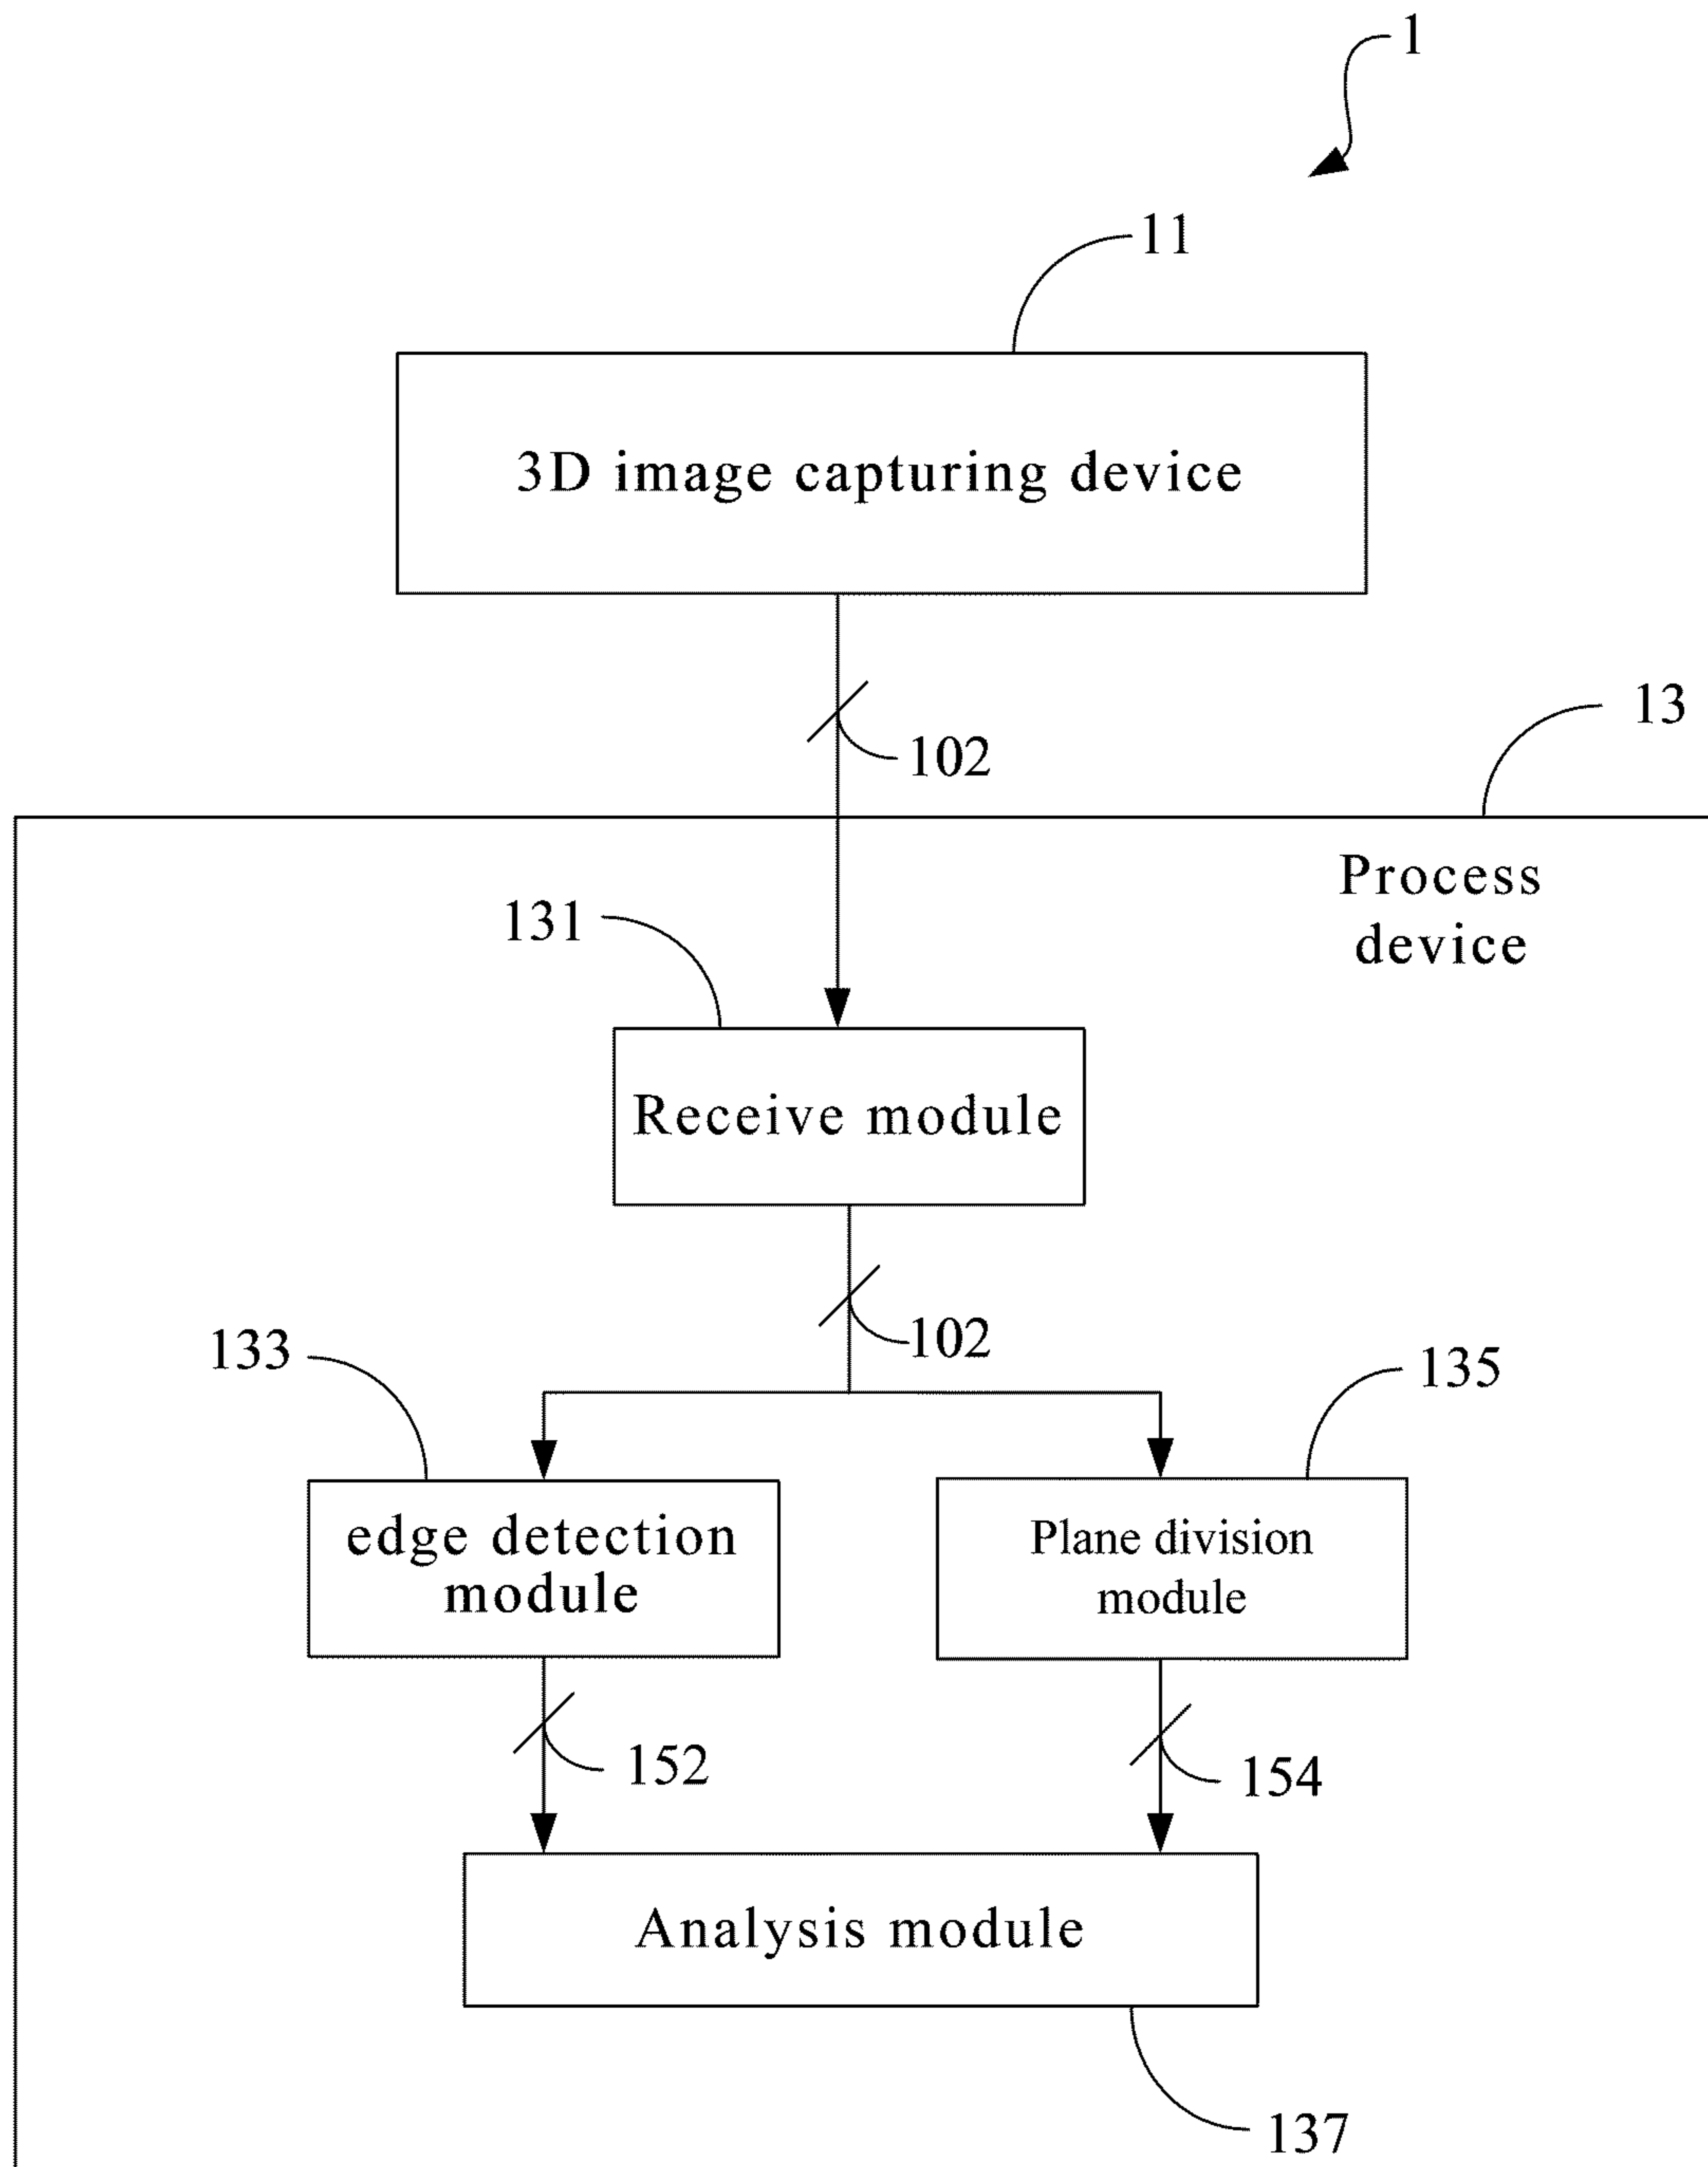 1
11
3D image capturing device
102
13
Process
device
131
Receive module
102
133
135
edge detection
module
Plane division
module
152
154
Analysis module
137